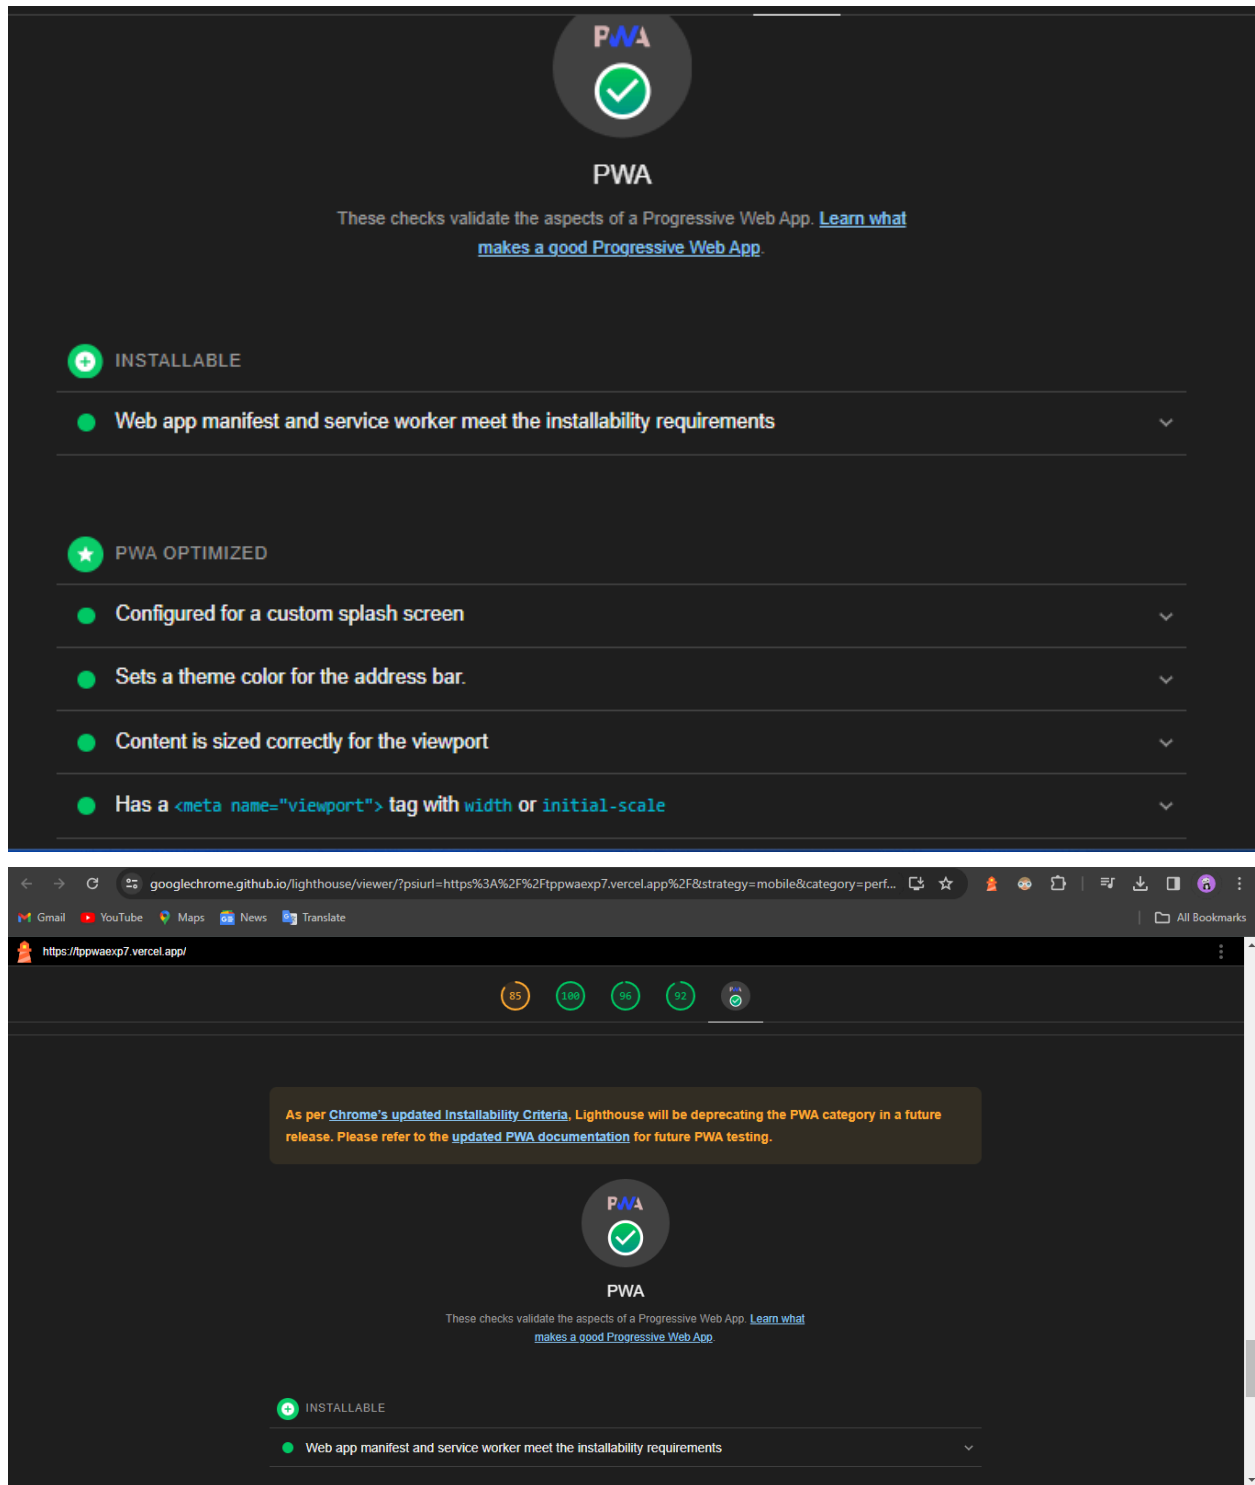 PWA
PWA
These checks validate the aspects of a Progressive Web App. Learn what
makes a good Progressive Web App.
INSTALLABLE
Web app manifest and service worker meet the installability requirements
PWA OPTIMIZED
Configured for a custom splash screen
Sets a theme color for the address bar.
Content is sized correctly for the viewport
Has a <meta name="viewport"> tag with width or initial-scale
googlechrome.github.io/lighthouse/viewer/?psiurl=https%3A%2F%2Ftppwaexp7.vercel.app%2F&strategy=mobile&category=perf...
Gmail YouTube Maps News Translate All Bookmarks
https://tppwaexp7.vercel.app/
85 100 96 92 PWA
As per Chrome's updated Installability Criteria, Lighthouse will be deprecating the PWA category in a future
release. Please refer to the updated PWA documentation for future PWA testing.
PWA
PWA
These checks validate the aspects of a Progressive Web App. Learn what
makes a good Progressive Web App.
INSTALLABLE
Web app manifest and service worker meet the installability requirements